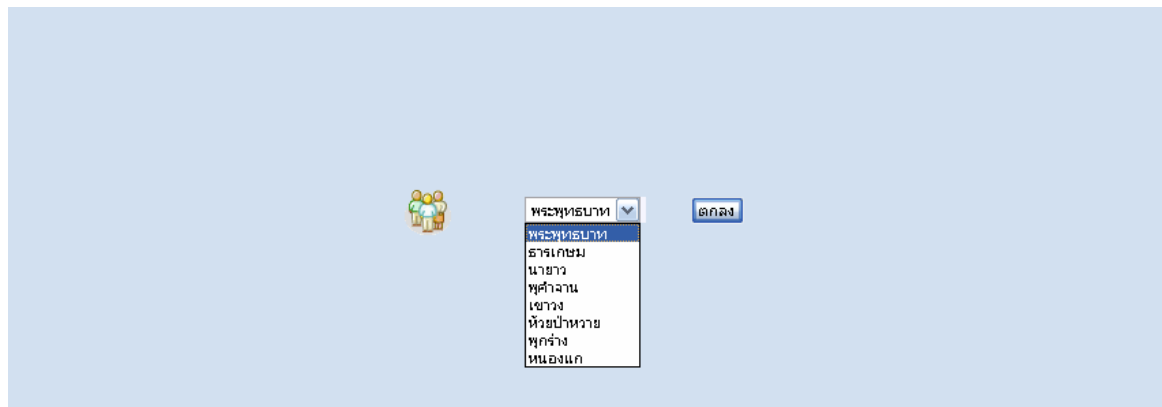 พระพุทธบาท ตกลง
พระพุทธบาท
ธารเกษม
นายาว
พุคำจาน
เขาวง
ห้วยป่าหวาย
พุกร่าง
หนองแก